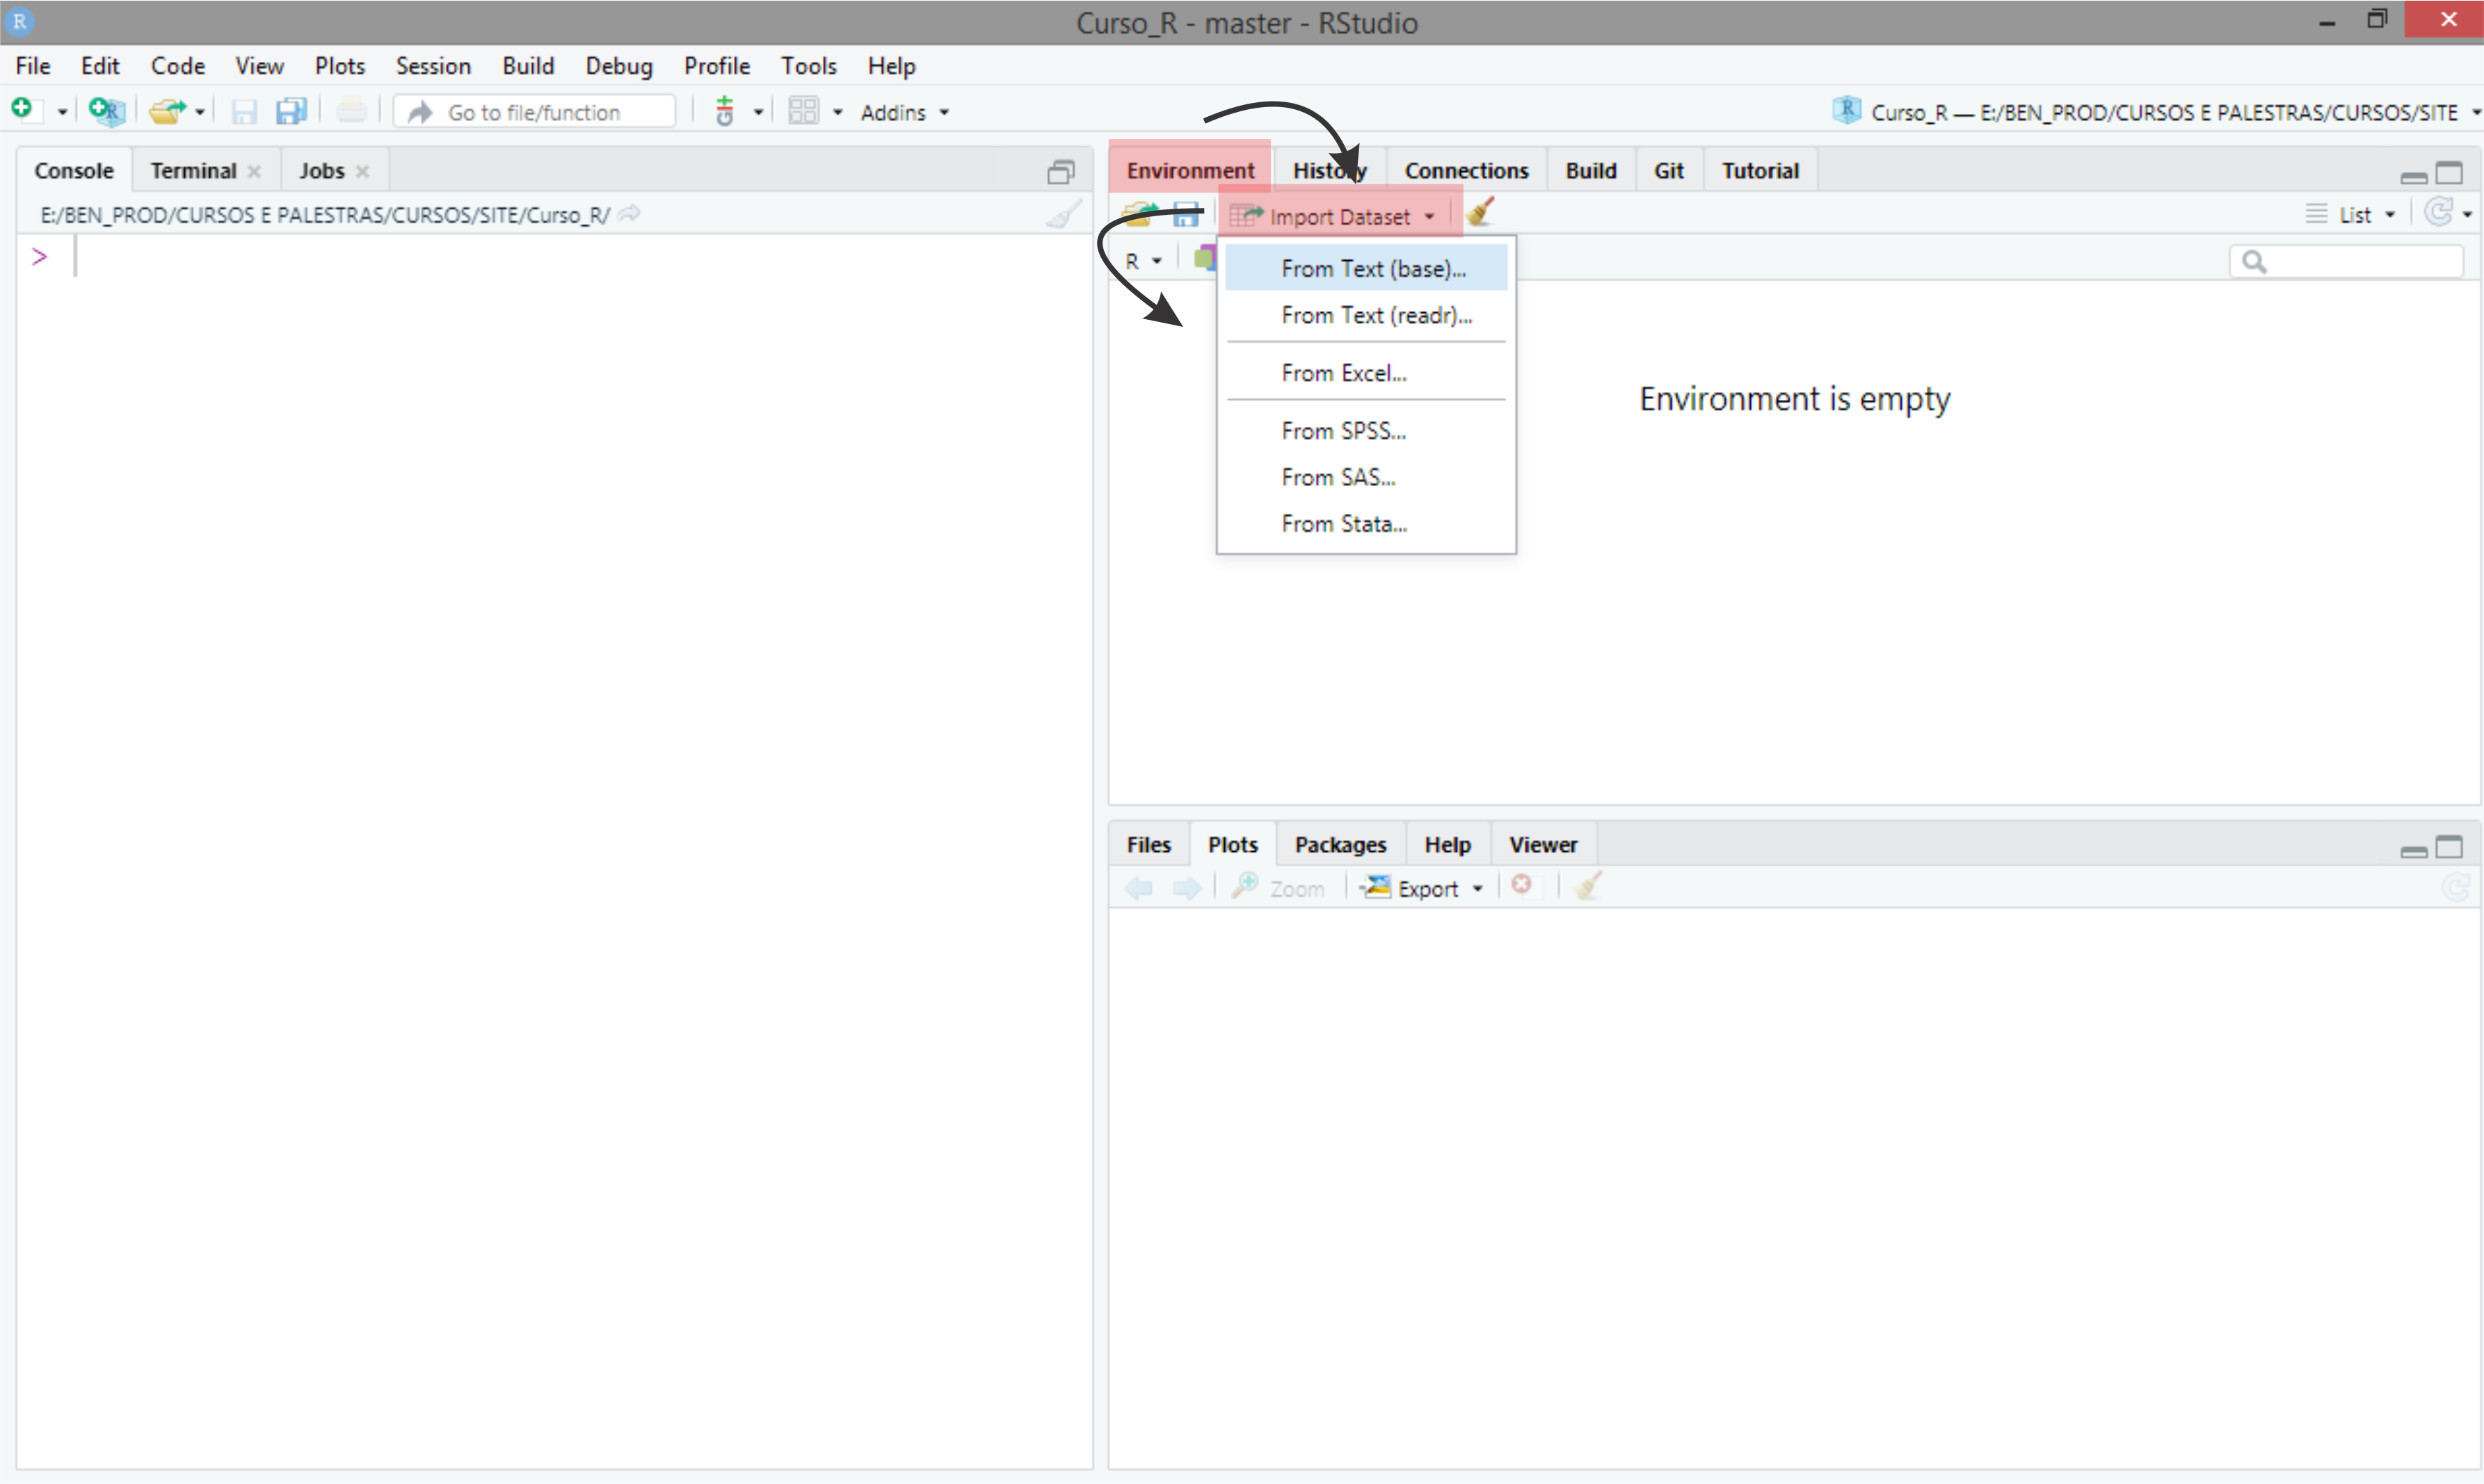 Curso_R - master - RStudio
File Edit Code View Plots Session Build Debug Profile Tools Help
Go to file/function Addins Curso_R — E:/BEN_PROD/CURSOS E PALESTRAS/CURSOS/SITE
Console Terminal Jobs
E:/BEN_PROD/CURSOS E PALESTRAS/CURSOS/SITE/Curso_R/
>
Environment History Connections Build Git Tutorial
Import Dataset List
R
From Text (base)...
From Text (readr)...
From Excel...
From SPSS...
From SAS...
From Stata...
Environment is empty
Files Plots Packages Help Viewer
Zoom Export